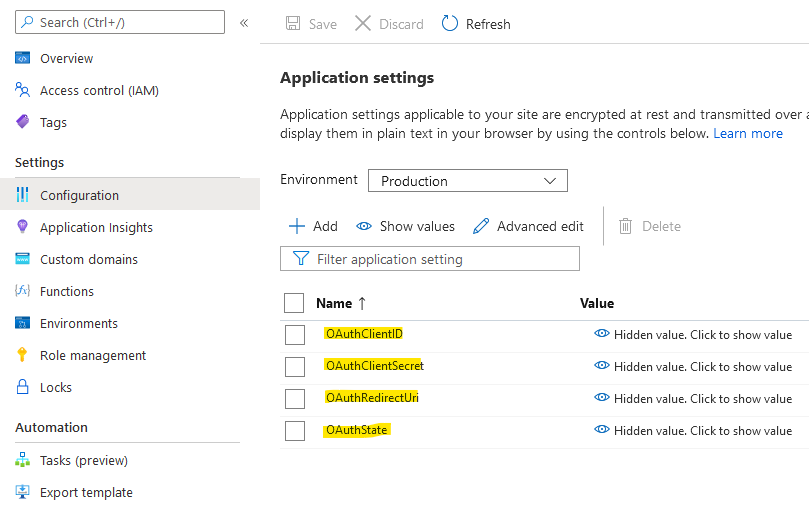 Search (Ctrl+/)
«
Overview
Access control (IAM)
Tags
Settings
Configuration
Application Insights
Custom domains
Functions
Environments
Role management
Locks
Automation
Tasks (preview)
Export template
Save Discard Refresh
Application settings
Application settings applicable to your site are encrypted at rest and transmitted over a
display them in plain text in your browser by using the controls below. Learn more
Environment Production
Add Show values Advanced edit Delete
Filter application setting
Name ↑ Value
OAuthClientID Hidden value. Click to show value
OAuthClientSecret Hidden value. Click to show value
OAuthRedirectUri Hidden value. Click to show value
OAuthState Hidden value. Click to show value